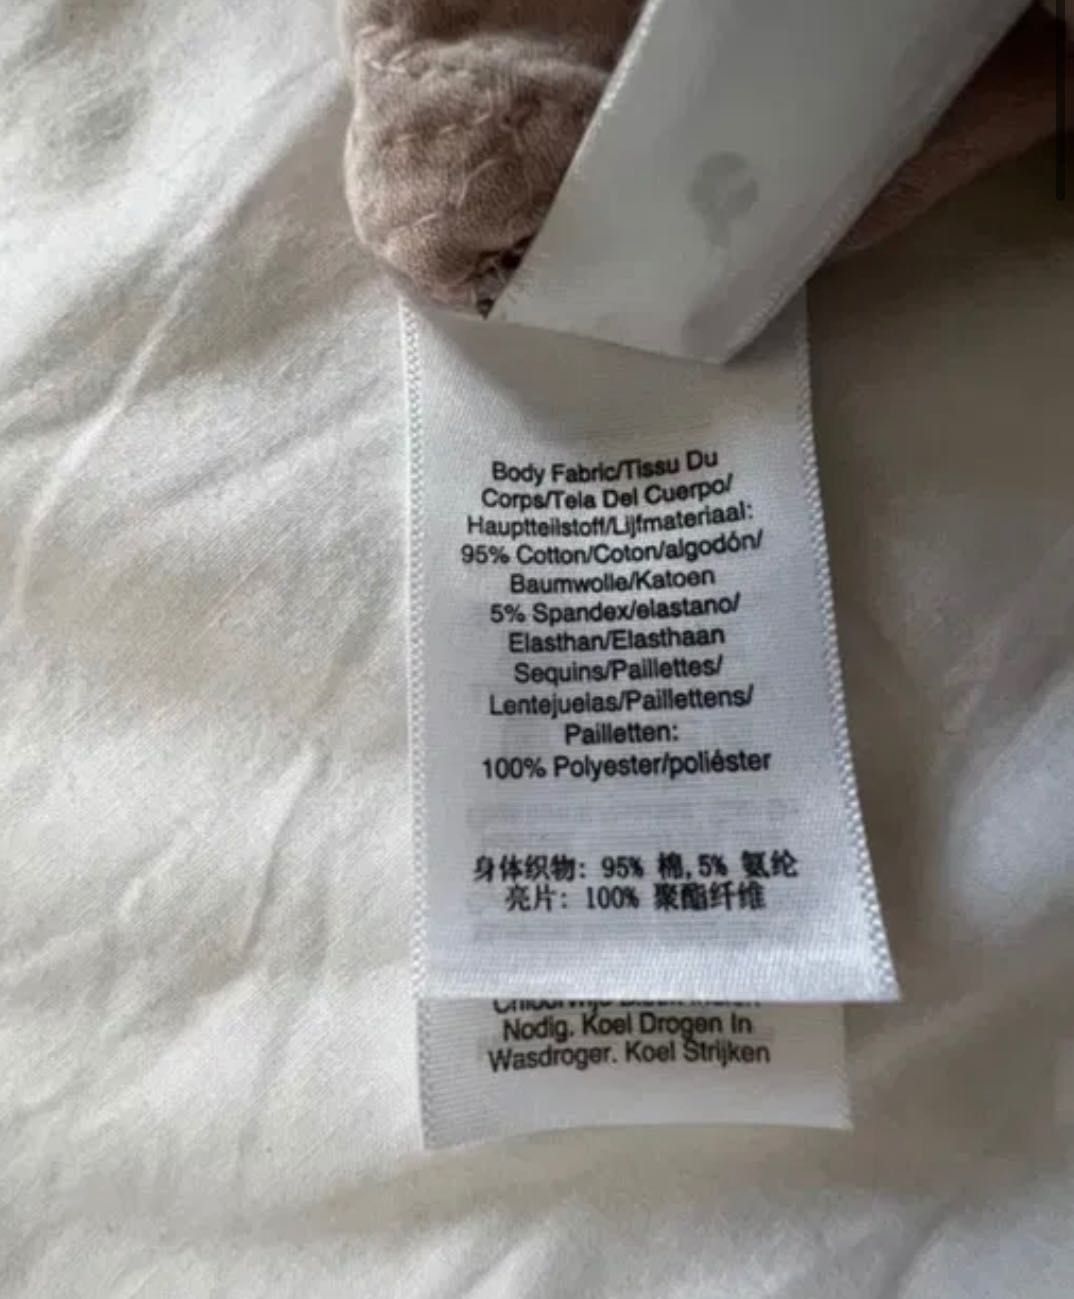 Body Fabric/Tissu Du
Corps/Tela Del Cuerpo/
Hauptteilstoff/Lijfmateriaal:
95% Cotton/Coton/algodón/
Baumwolle/Katoen
5% Spandex/elastano/
Elasthan/Elasthaan
Sequins/Paillettes/
Lentejuelas/Paillettens/
Pailletten:
100% Polyester/poliéster
身体织物: 95% 棉,5% 氨纶
亮片: 100% 聚酯纤维
Nodig. Koel Drogen In
Wasdroger. Koel Strijken